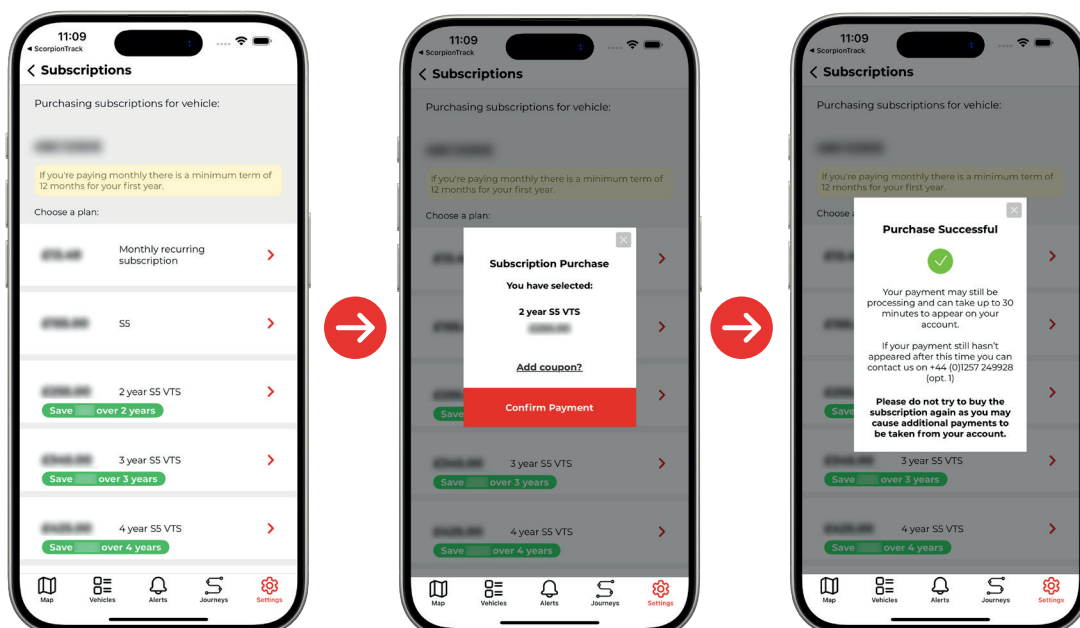 11:09
ScorpionTrack
Subscriptions
Purchasing subscriptions for vehicle:
If you're paying monthly there is a minimum term of
12 months for your first year.
Choose a plan:
Monthly recurring
subscription
S5
2 year S5 VTS
Save over 2 years
3 year S5 VTS
Save over 3 years
4 year S5 VTS
Save over 4 years
Map
Vehicles
Alerts
Journeys
Settings
11:09
ScorpionTrack
Subscriptions
Purchasing subscriptions for vehicle:
If you're paying monthly there is a minimum term of
12 months for your first year.
Choose a plan:
Subscription Purchase
You have selected:
2 year S5 VTS
Add coupon?
Confirm Payment
Save
3 year S5 VTS
Save over 3 years
4 year S5 VTS
Save over 4 years
Map
Vehicles
Alerts
Journeys
Settings
11:09
ScorpionTrack
Subscriptions
Purchasing subscriptions for vehicle:
If you're paying monthly there is a minimum term of
12 months for your first year.
Choose
Purchase Successful
Your payment may still be
processing and can take up to 30
minutes to appear on your
account.
If your payment still hasn't
appeared after this time you can
contact us on +44 (0)1257 249928
(opt. 1)
Please do not try to buy the
subscription again as you may
cause additional payments to
be taken from your account.
Save
3 year S5 VTS
Save over 3 years
4 year S5 VTS
Save over 4 years
Map
Vehicles
Alerts
Journeys
Settings